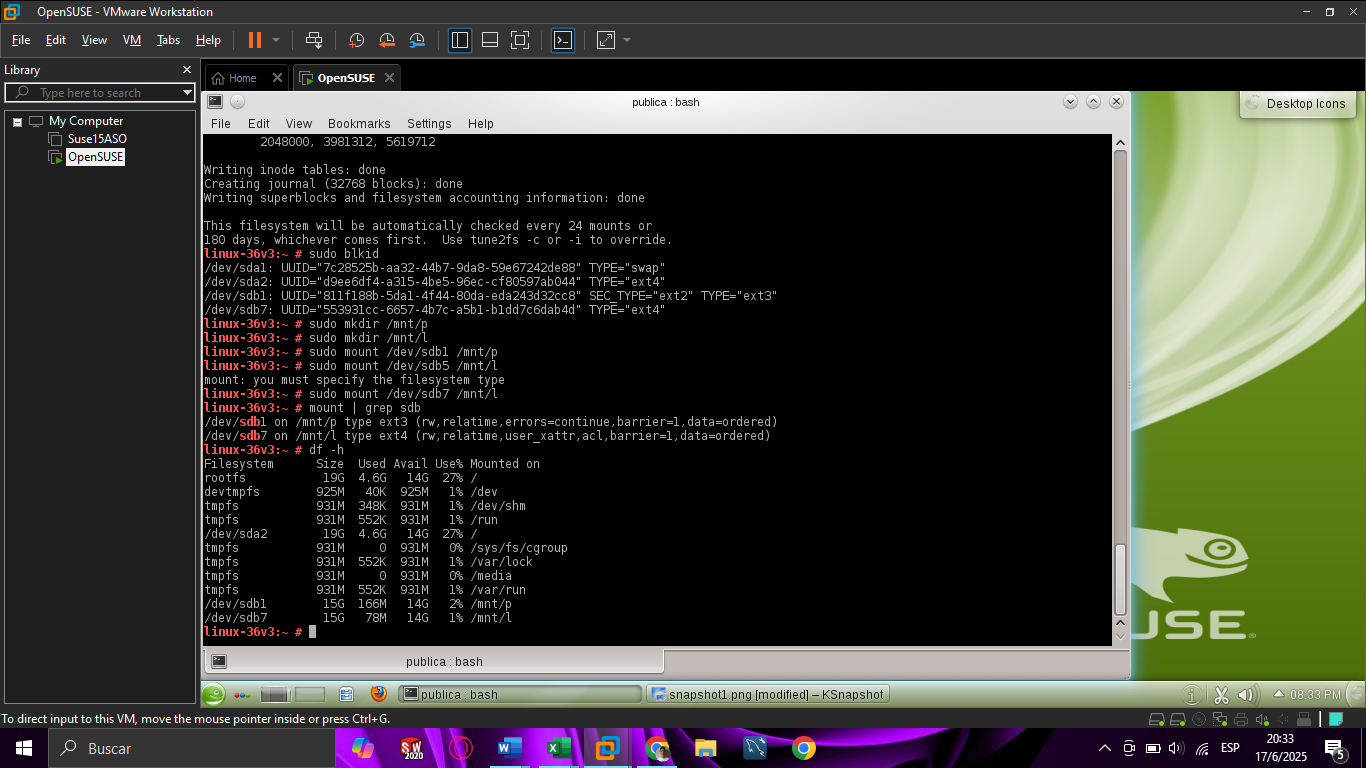 OpenSUSE - VMware Workstation
File Edit View VM Tabs Help
Library
Type here to search
My Computer
Suse15ASO
OpenSUSE
Home
OpenSUSE
publica : bash
File Edit View Bookmarks Settings Help
2048000, 3981312, 5619712
Writing inode tables: done
Creating journal (32768 blocks): done
Writing superblocks and filesystem accounting information: done
This filesystem will be automatically checked every 24 mounts or
180 days, whichever comes first.  Use tune2fs -c or -i to override.
linux-36v3:~ # sudo blkid
/dev/sda1: UUID="7c28525b-aa32-44b7-9da8-59e67242de88" TYPE="swap"
/dev/sda2: UUID="d9ee6df4-a315-4be5-96ec-cf80597ab044" TYPE="ext4"
/dev/sdb1: UUID="811f188b-5da1-4f44-80da-eda243d32cc8" SEC_TYPE="ext2" TYPE="ext3"
/dev/sdb7: UUID="553931cc-6657-4b7c-a5b1-b1dd7c6dab4d" TYPE="ext4"
linux-36v3:~ # sudo mkdir /mnt/p
linux-36v3:~ # sudo mkdir /mnt/l
linux-36v3:~ # sudo mount /dev/sdb1 /mnt/p
linux-36v3:~ # sudo mount /dev/sdb5 /mnt/l
mount: you must specify the filesystem type
linux-36v3:~ # sudo mount /dev/sdb7 /mnt/l
linux-36v3:~ # mount | grep sdb
/dev/sdb1 on /mnt/p type ext3 (rw,relatime,errors=continue,barrier=1,data=ordered)
/dev/sdb7 on /mnt/l type ext4 (rw,relatime,user_xattr,acl,barrier=1,data=ordered)
linux-36v3:~ # df -h
Filesystem Size Used Avail Use% Mounted on
rootfs 19G 4.6G 14G 27% /
devtmpfs 925M 40K 925M 1% /dev
tmpfs 931M 348K 931M 1% /dev/shm
tmpfs 931M 552K 931M 1% /run
/dev/sda2 19G 4.6G 14G 27% /
tmpfs 931M 0 931M 0% /sys/fs/cgroup
tmpfs 931M 552K 931M 1% /var/lock
tmpfs 931M 0 931M 0% /media
tmpfs 931M 552K 931M 1% /var/run
/dev/sdb1 15G 166M 14G 2% /mnt/p
/dev/sdb7 15G 78M 14G 1% /mnt/l
linux-36v3:~ #
publica : bash
Desktop Icons
USE
publica : bash
snapshot1.png [modified] – KSnapshot
08:33 PM
To direct input to this VM, move the mouse pointer inside or press Ctrl+G.
Buscar
SW 2020
ESP
20:33
17/6/2025
5